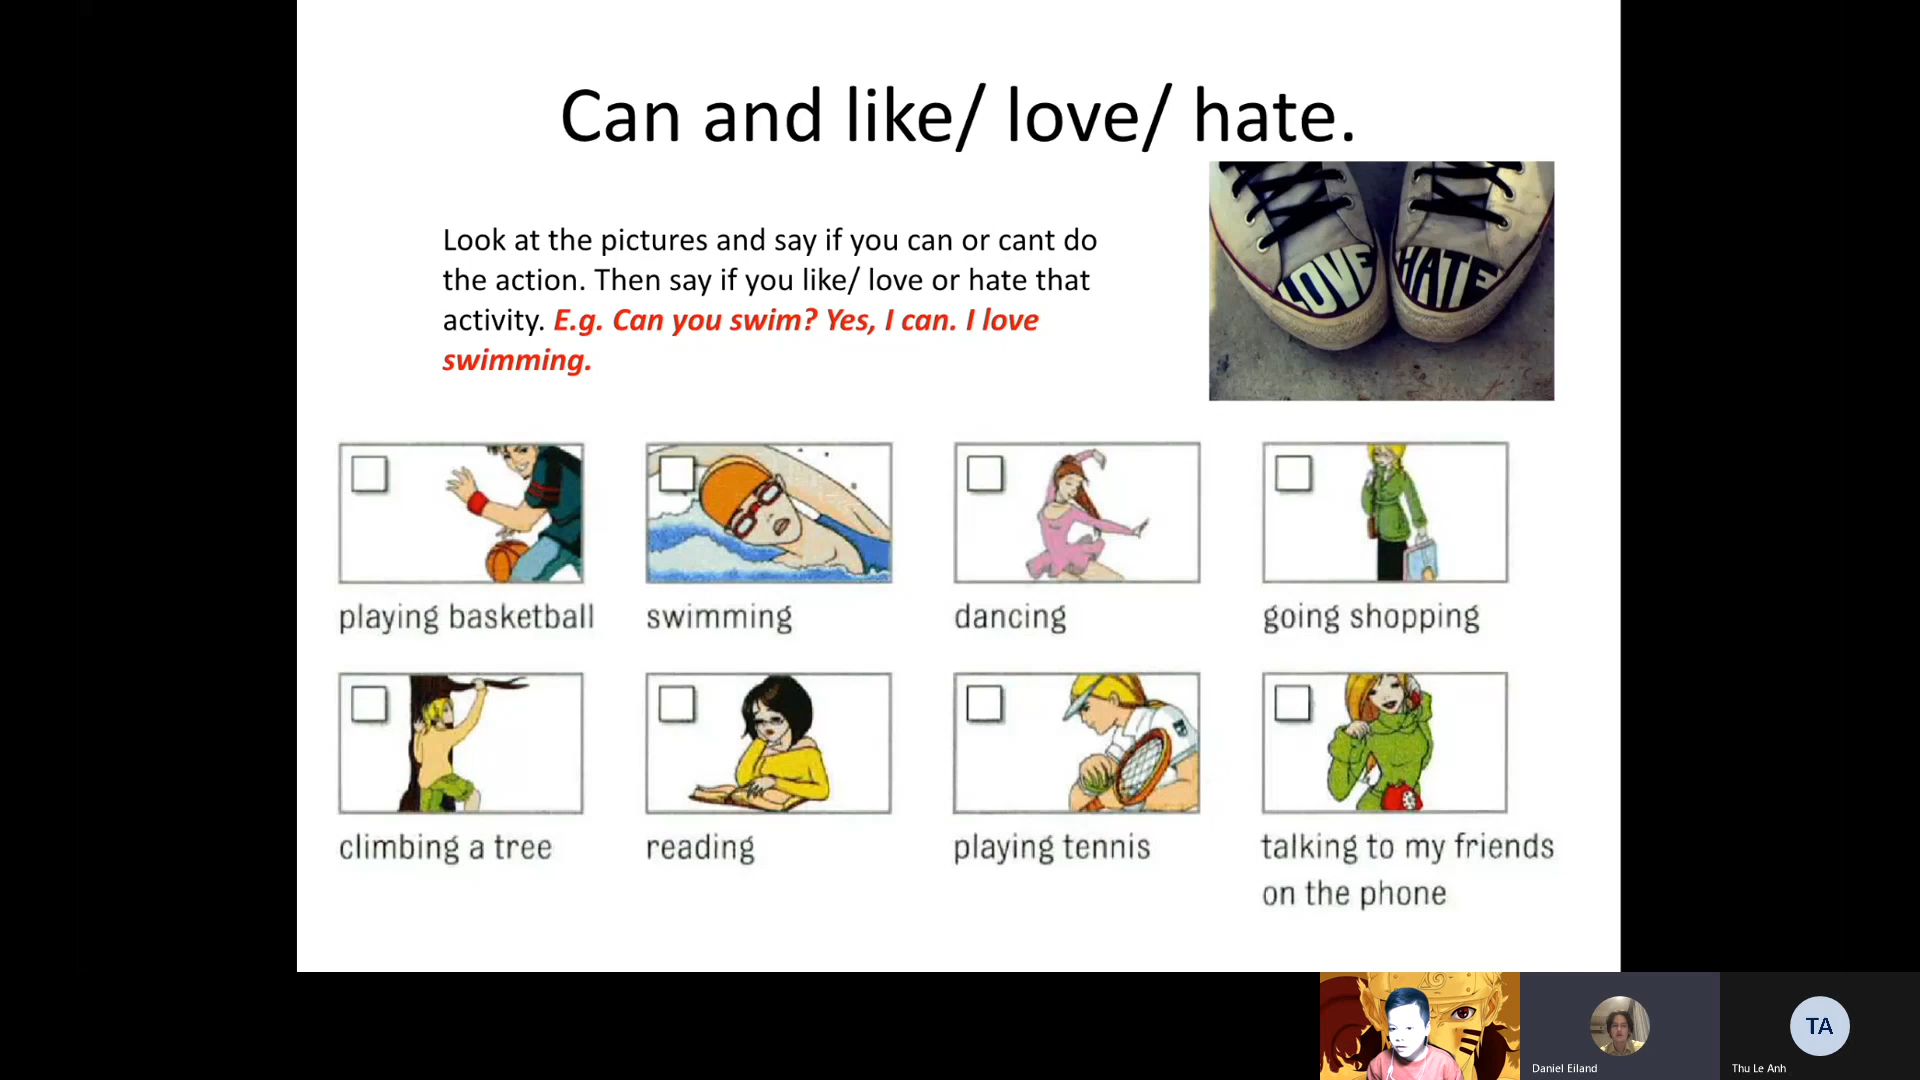 Can and like/ love/ hate.
LOVE HATE
Look at the pictures and say if you can or cant do
the action. Then say if you like/ love or hate that
activity. E.g. Can you swim? Yes, I can. I love
swimming.
playing basketball
swimming
dancing
going shopping
climbing a tree
reading
playing tennis
talking to my friends
on the phone
TA
Daniel Eiland
Thu Le Anh